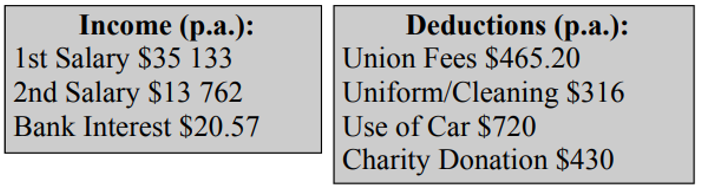 Income (p.a.):
1st Salary $35 133
2nd Salary $13 762
Bank Interest $20.57
Deductions (p.a.):
Union Fees $465.20
Uniform/Cleaning $316
Use of Car $720
Charity Donation $430